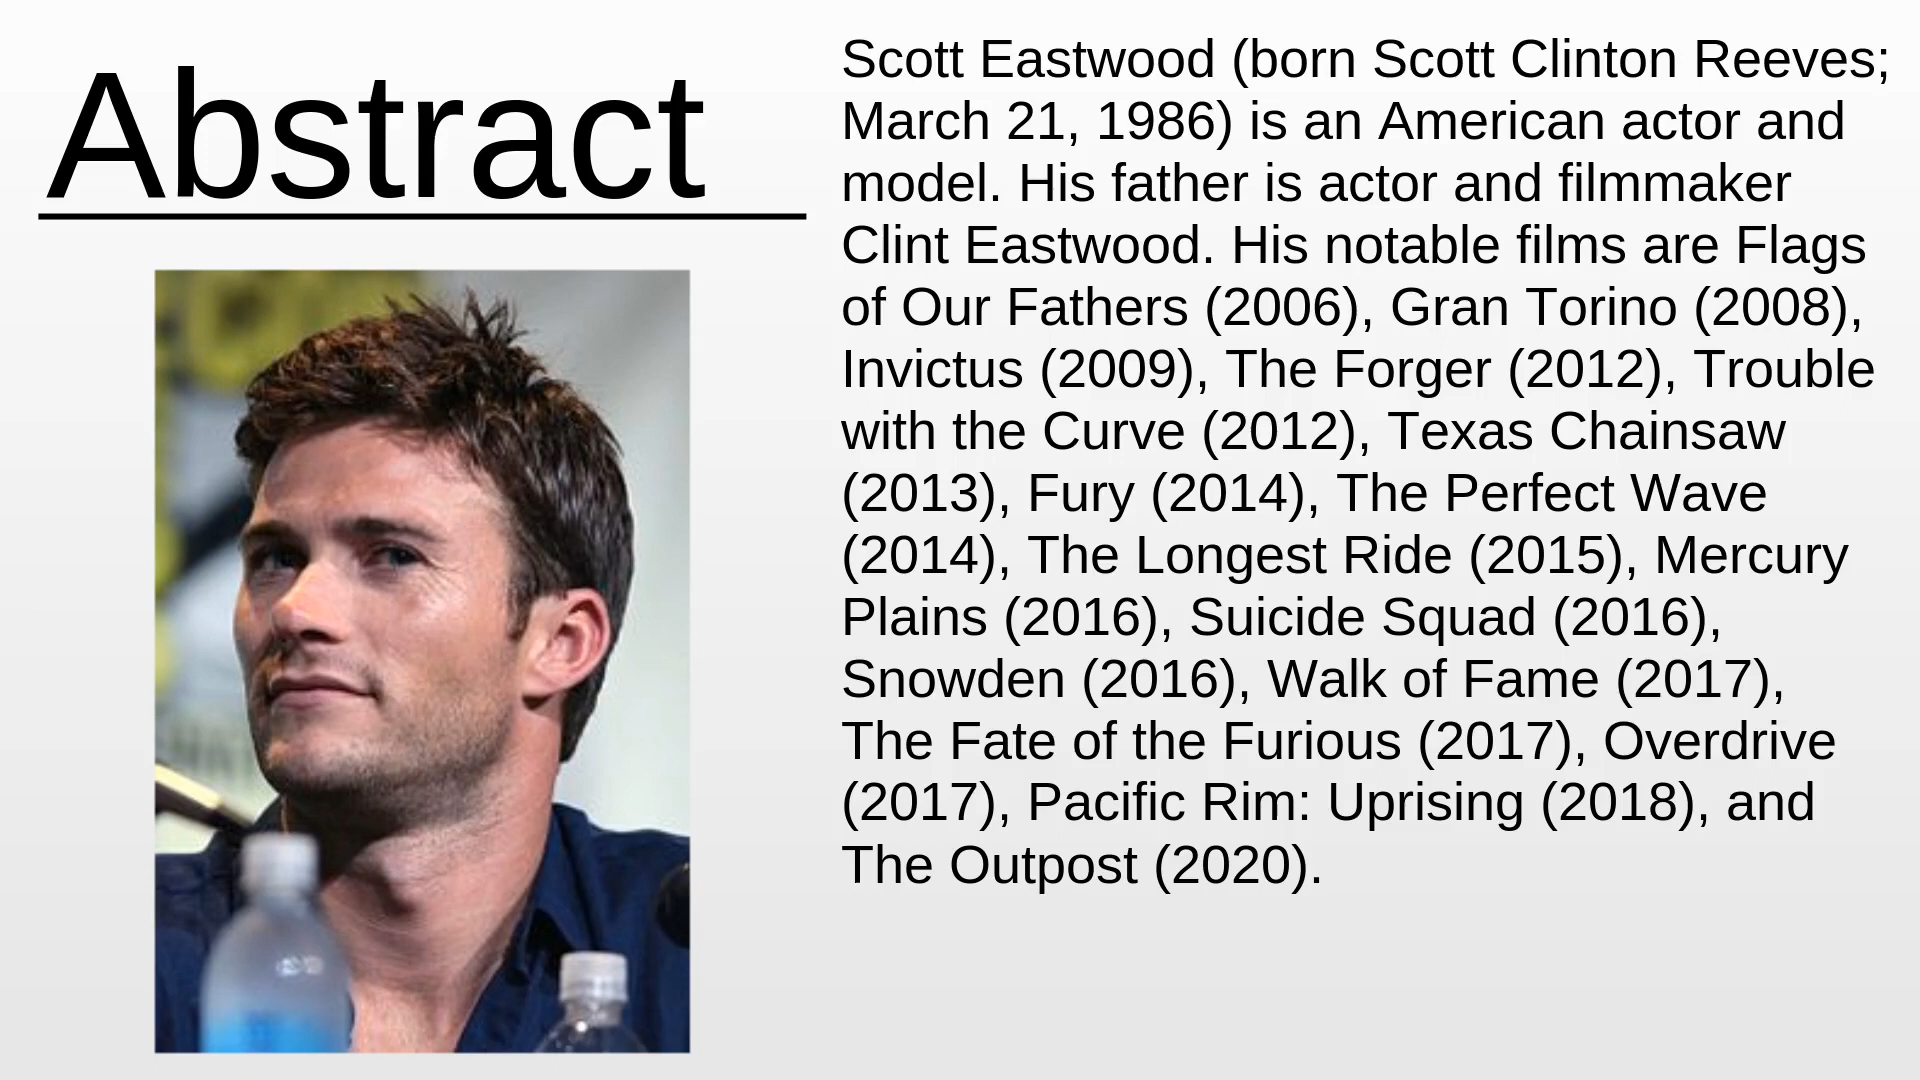 Abstract
Scott Eastwood (born Scott Clinton Reeves;
March 21, 1986) is an American actor and
model. His father is actor and filmmaker
Clint Eastwood. His notable films are Flags
of Our Fathers (2006), Gran Torino (2008),
Invictus (2009), The Forger (2012), Trouble
with the Curve (2012), Texas Chainsaw
(2013), Fury (2014), The Perfect Wave
(2014), The Longest Ride (2015), Mercury
Plains (2016), Suicide Squad (2016),
Snowden (2016), Walk of Fame (2017),
The Fate of the Furious (2017), Overdrive
(2017), Pacific Rim: Uprising (2018), and
The Outpost (2020).